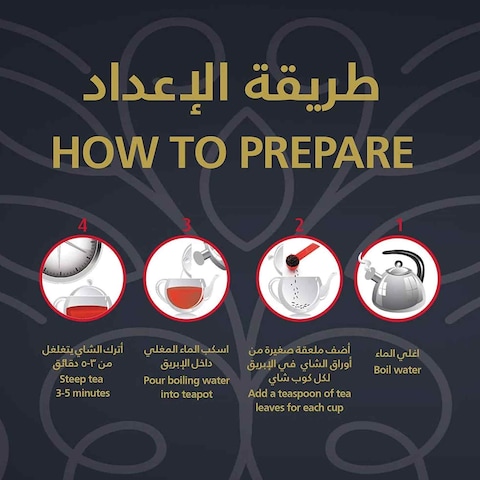 طريقة الإعداد
HOW TO PREPARE
1
اغلي الماء
Boil water
2
أضف ملعقة صغيرة من
أوراق الشاي في الإبريق
لكل كوب شاي
Add a teaspoon of tea
leaves for each cup
3
اسكب الماء المغلي
داخل الإبريق
Pour boiling water
into teapot
4
أترك الشاي يتغلغل
من ٣-٥ دقائق
Steep tea
3-5 minutes